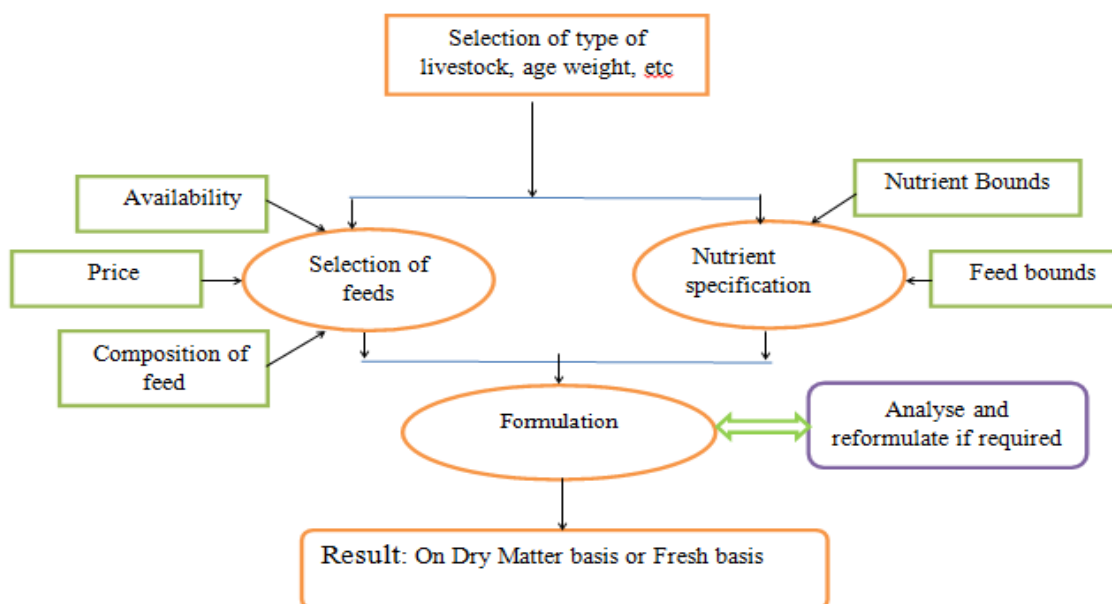 Selection of type of
livestock, age weight, etc
Availability
Nutrient Bounds
Price
Selection of
feeds
Nutrient
specification
Feed bounds
Composition of
feed
Formulation
Analyse and
reformulate if required
Result: On Dry Matter basis or Fresh basis